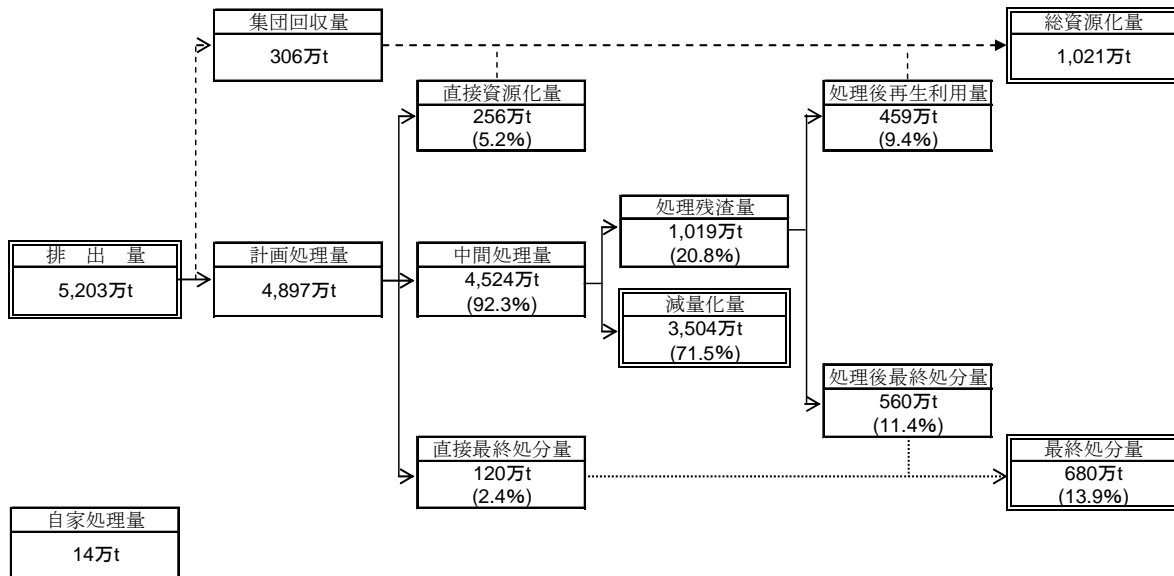 集団回収量
306万t
総資源化量
1,021万t
直接資源化量
256万t
(5.2%)
処理後再生利用量
459万t
(9.4%)
処理残渣量
1,019万t
(20.8%)
排 出 量
5,203万t
計画処理量
4,897万t
中間処理量
4,524万t
(92.3%)
減量化量
3,504万t
(71.5%)
処理後最終処分量
560万t
(11.4%)
直接最終処分量
120万t
(2.4%)
最終処分量
680万t
(13.9%)
自家処理量
14万t